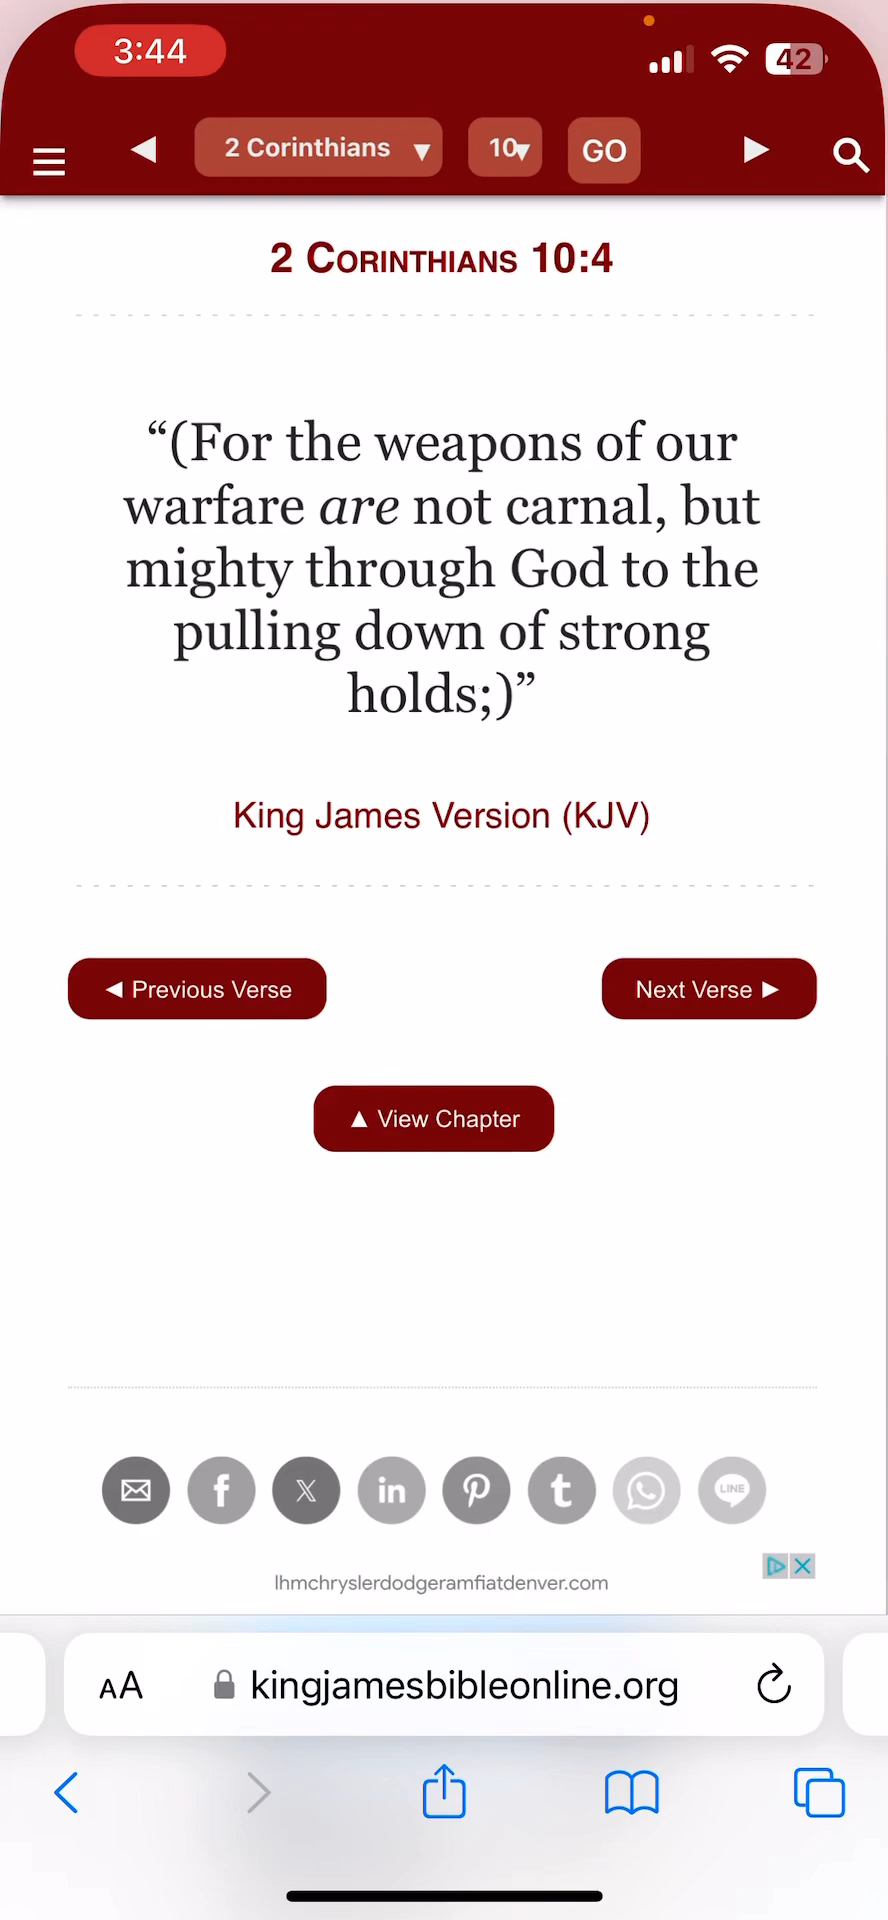 3:44
42
2 Corinthians ▼ 10▼ GO
2 CORINTHIANS 10:4
“(For the weapons of our
warfare are not carnal, but
mighty through God to the
pulling down of strong
holds;)”
King James Version (KJV)
◄ Previous Verse
Next Verse ►
▲ View Chapter
f X in P t LINE
lhmchryslerdodgeramfiatdenver.com
AA kingjamesbibleonline.org